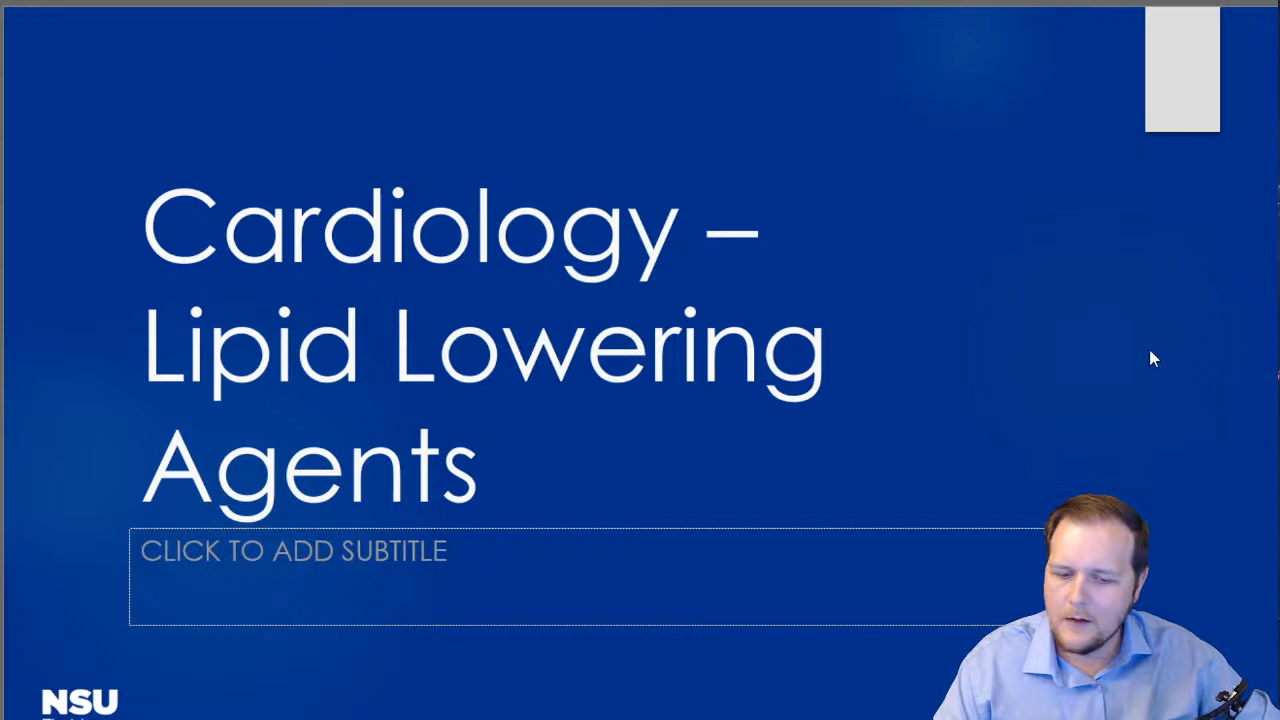 Cardiology –
Lipid Lowering
Agents
CLICK TO ADD SUBTITLE
NSU